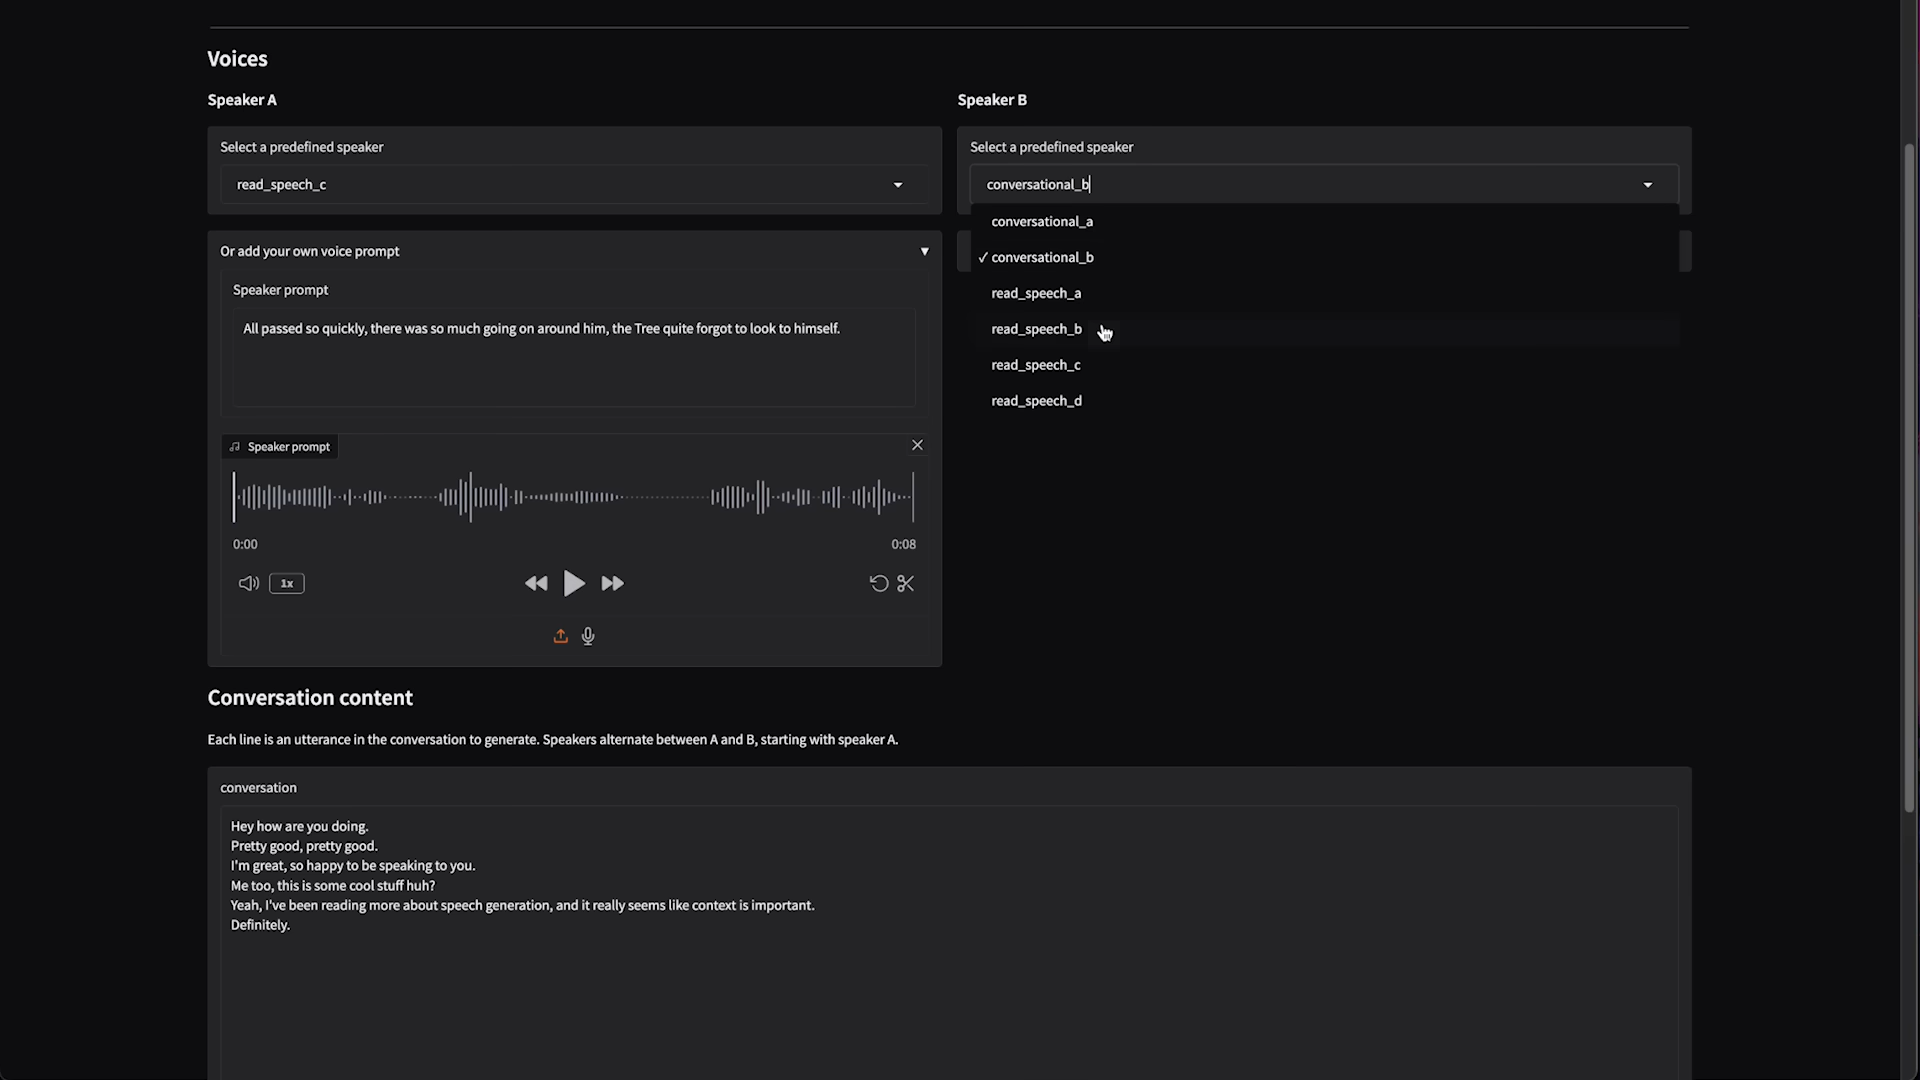 Voices
Speaker A
Select a predefined speaker
read_speech_c
Or add your own voice prompt
Speaker prompt
All passed so quickly, there was so much going on around him, the Tree quite forgot to look to himself.
Speaker prompt
0:00
0:08
1x
Speaker B
Select a predefined speaker
conversational_b
conversational_a
✓ conversational_b
read_speech_a
read_speech_b
read_speech_c
read_speech_d
Conversation content
Each line is an utterance in the conversation to generate. Speakers alternate between A and B, starting with speaker A.
conversation
Hey how are you doing.
Pretty good, pretty good.
I'm great, so happy to be speaking to you.
Me too, this is some cool stuff huh?
Yeah, I've been reading more about speech generation, and it really seems like context is important.
Definitely.